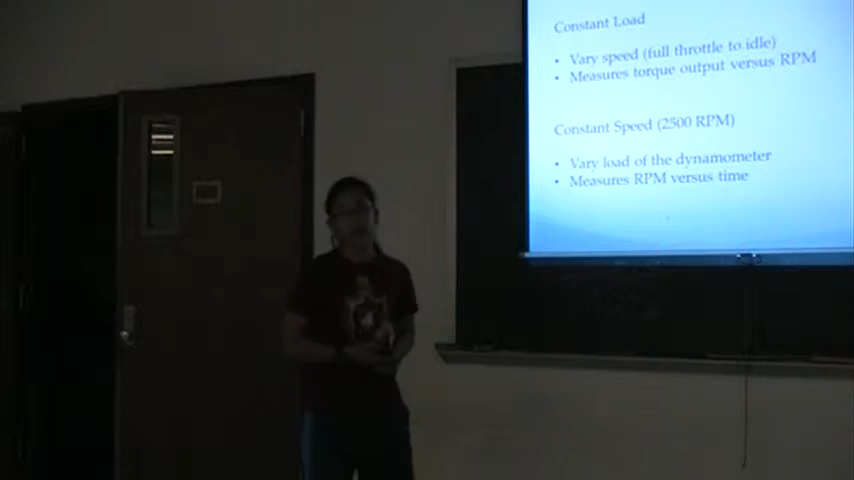 Constant Load
• Vary speed (full throttle to idle)
• Measures torque output versus RPM
Constant Speed (2500 RPM)
• Vary load of the dynamometer
• Measures RPM versus time